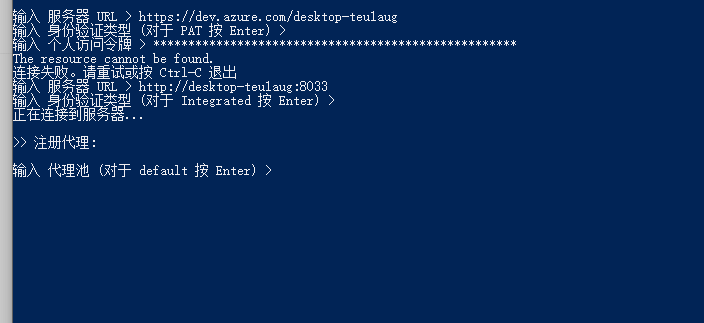 输入 服务器 URL > https://dev.azure.com/desktop-teulaug
输入 身份验证类型 (对于 PAT 按 Enter) >
输入 个人访问令牌 > ****************************************************
The resource cannot be found.
连接失败。请重试或按 Ctrl-C 退出
输入 服务器 URL > http://desktop-teulaug:8033
输入 身份验证类型 (对于 Integrated 按 Enter) >
正在连接到服务器...
>> 注册代理:
输入 代理池 (对于 default 按 Enter) >